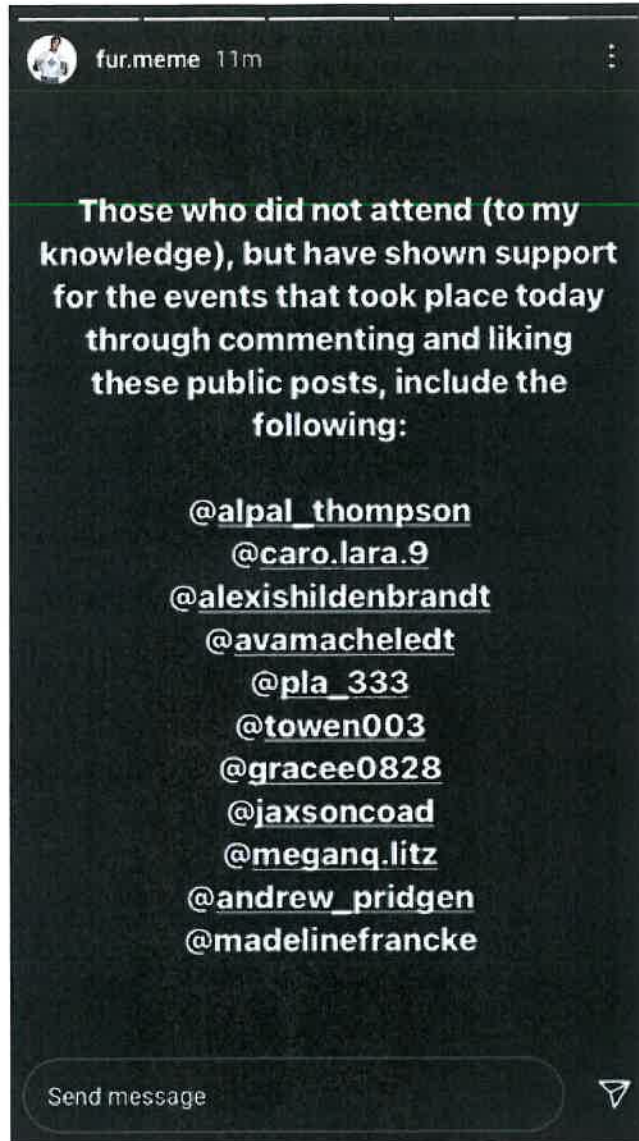 fur.meme 11m
Those who did not attend (to my
knowledge), but have shown support
for the events that took place today
through commenting and liking
these public posts, include the
following:
@alpal_thompson
@caro.lara.9
@alexishildenbrandt
@avamacheledt
@pla_333
@towen003
@gracee0828
@jaxsoncoad
@meganq.litz
@andrew_pridgen
@madelinefrancke
Send message